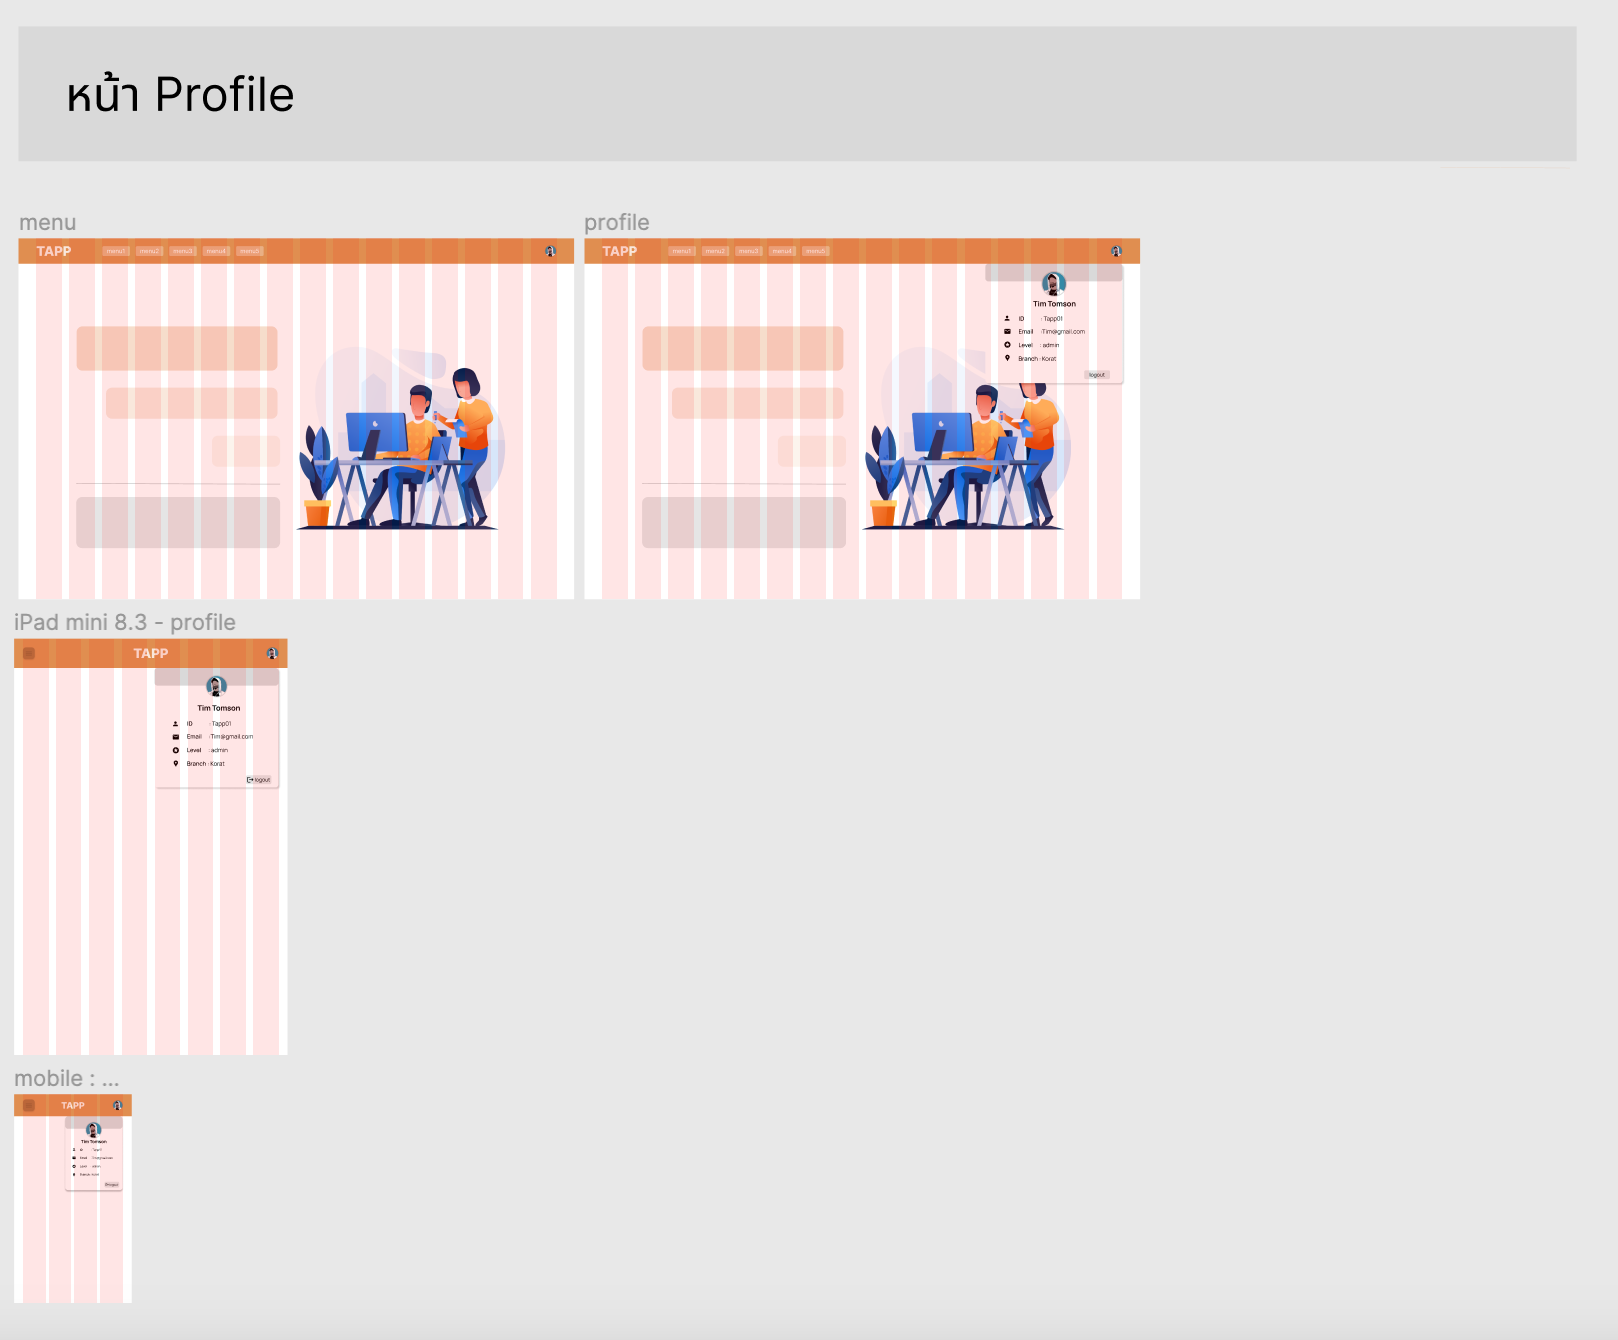 หน้า Profile
menu
profile
TAPP
menu1 menu2 menu3 menu4 menu5
TAPP
menu1 menu2 menu3 menu4 menu5
Tim Tomson
ID : Tapp01
Email :Tim@gmail.com
Level : admin
Branch : Korat
logout
iPad mini 8.3 - profile
TAPP
Tim Tomson
ID : Tapp01
Email :Tim@gmail.com
Level : admin
Branch : Korat
logout
mobile : ...
TAPP
Tim Tomson